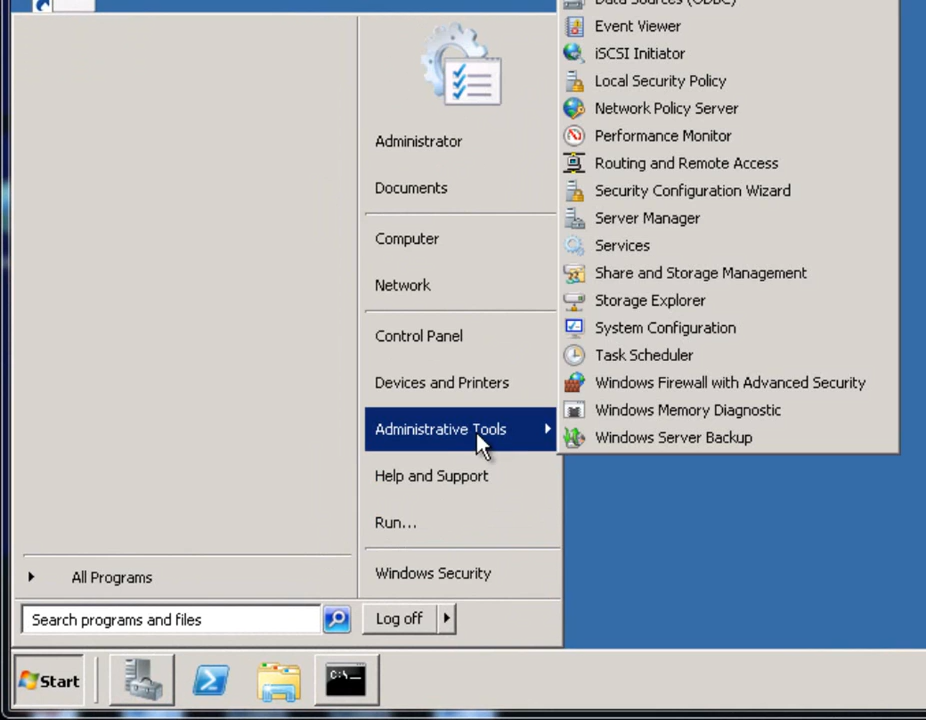 Data Sources (ODBC)
Event Viewer
iSCSI Initiator
Local Security Policy
Network Policy Server
Performance Monitor
Routing and Remote Access
Security Configuration Wizard
Server Manager
Services
Share and Storage Management
Storage Explorer
System Configuration
Task Scheduler
Windows Firewall with Advanced Security
Windows Memory Diagnostic
Windows Server Backup
Administrator
Documents
Computer
Network
Control Panel
Devices and Printers
Administrative Tools
Help and Support
Run...
Windows Security
All Programs
Search programs and files
Log off
Start
C:\